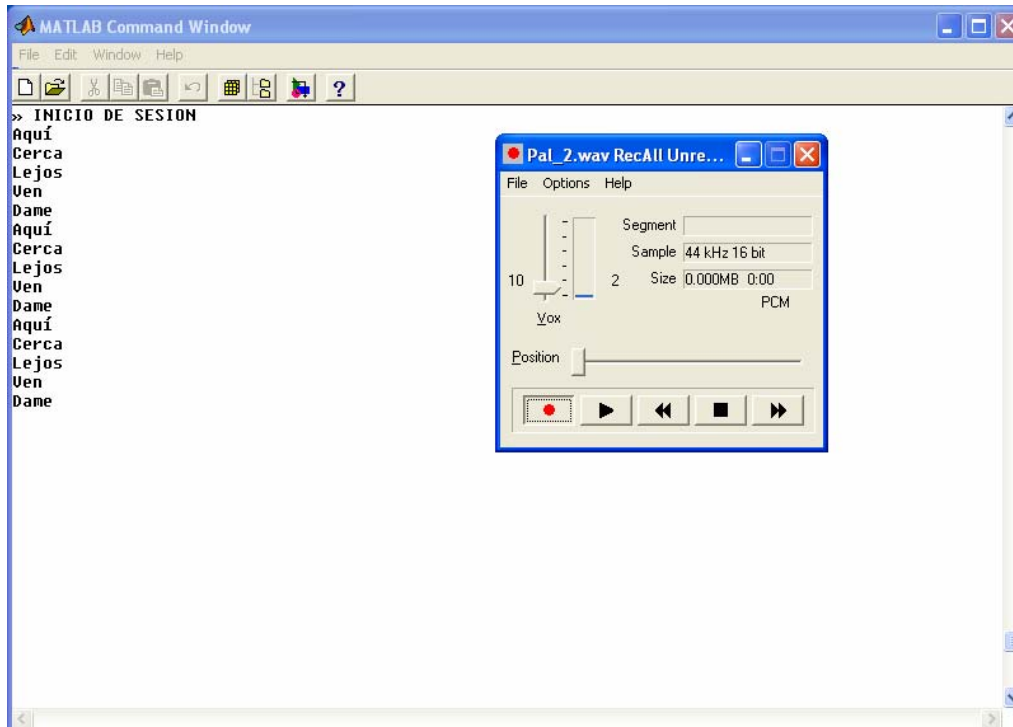 MATLAB Command Window
File Edit Window Help
?
» INICIO DE SESION
Aquí
Cerca
Lejos
Ven
Dame
Aquí
Cerca
Lejos
Ven
Dame
Aquí
Cerca
Lejos
Ven
Dame
Pal_2.wav RecAll Unre...
File Options Help
Segment
Sample 44 kHz 16 bit
10 2 Size 0.000MB 0:00
PCM
Vox
Position